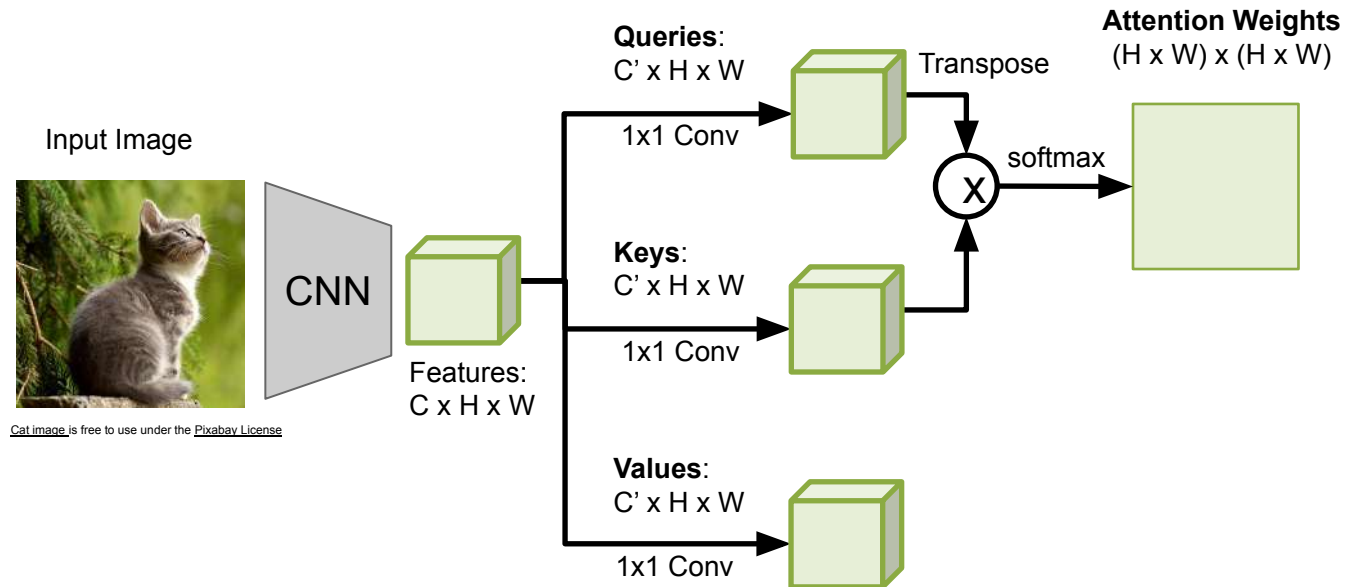 Input Image
Cat image is free to use under the Pixabay License
CNN
Features:
C x H x W
Queries:
C’ x H x W
1x1 Conv
Keys:
C’ x H x W
1x1 Conv
Values:
C’ x H x W
1x1 Conv
Transpose
X
softmax
Attention Weights
(H x W) x (H x W)